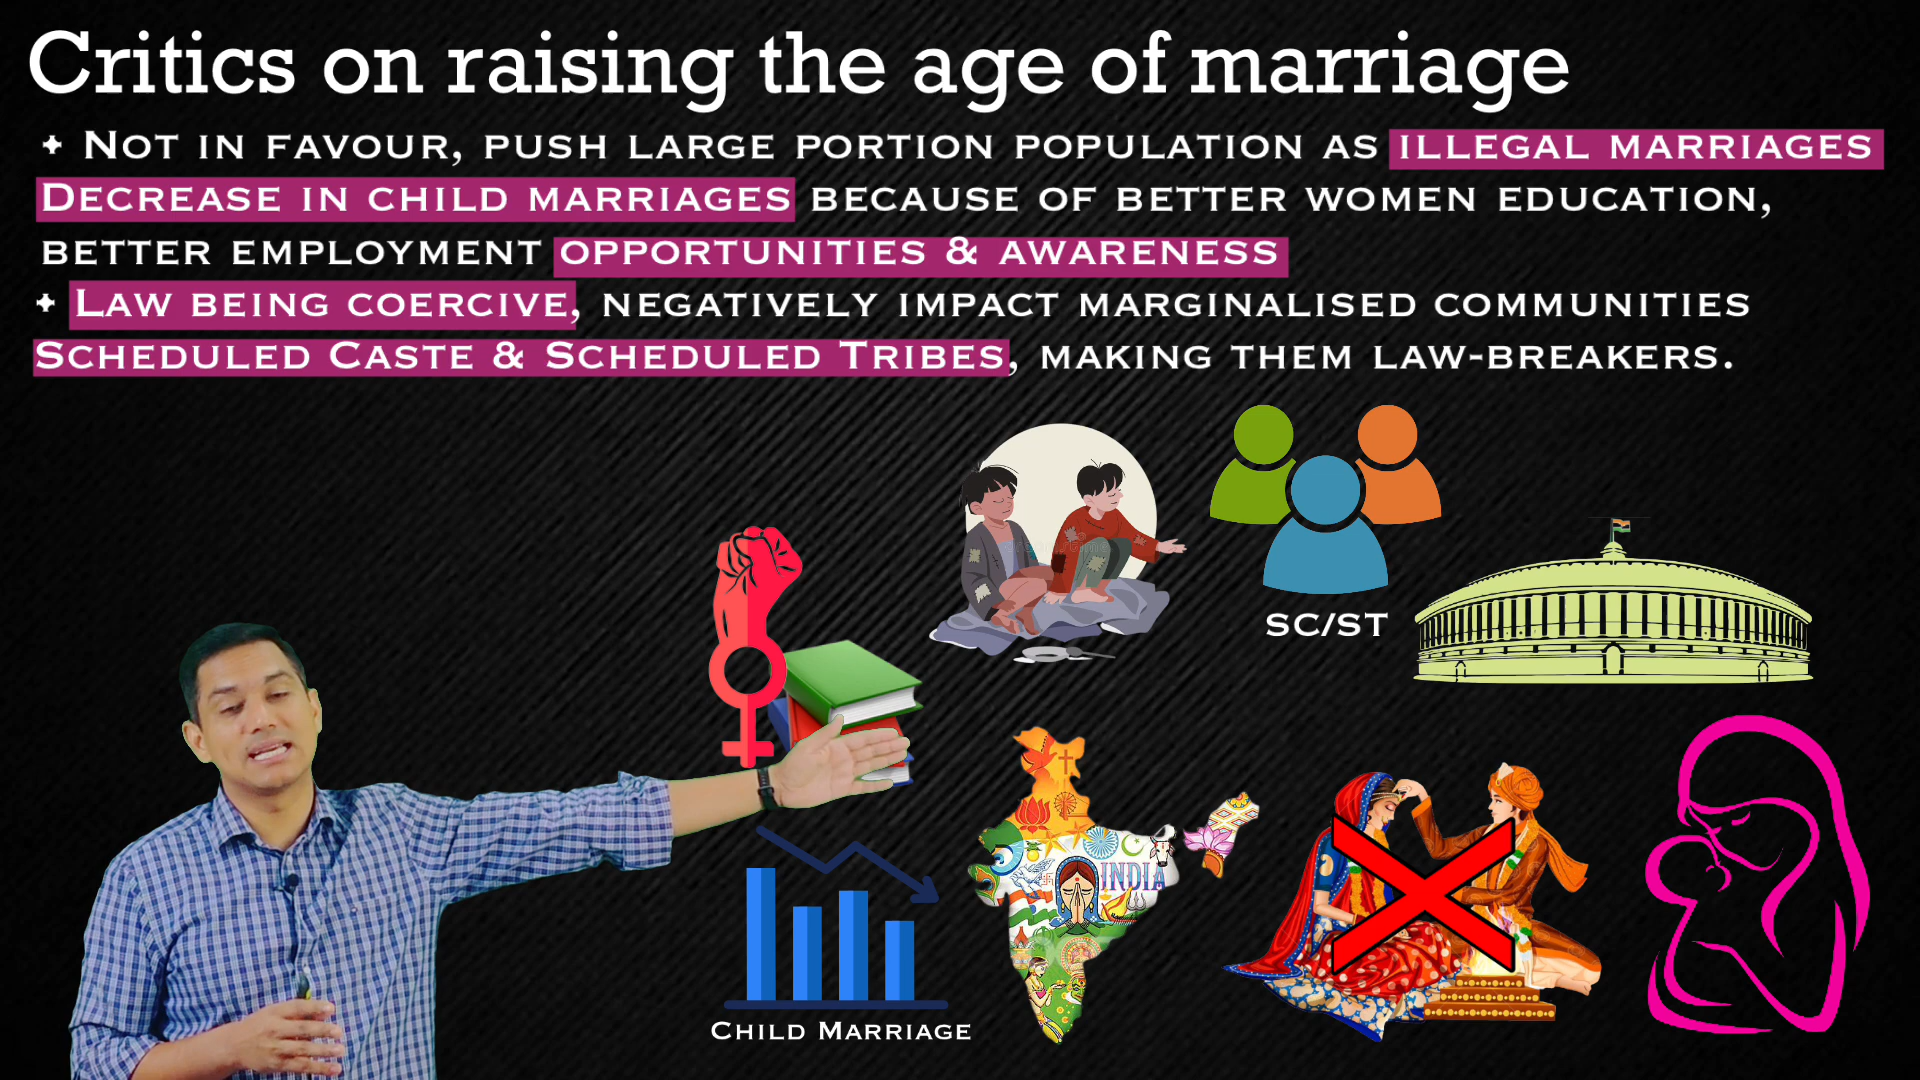 Critics on raising the age of marriage
✦ Not in favour, push large portion population as illegal marriages
Decrease in child marriages because of better women education,
better employment opportunities & awareness
✦ Law being coercive, negatively impact marginalised communities
Scheduled Caste & Scheduled Tribes, making them law-breakers.
SC/ST
INDIA
Child Marriage